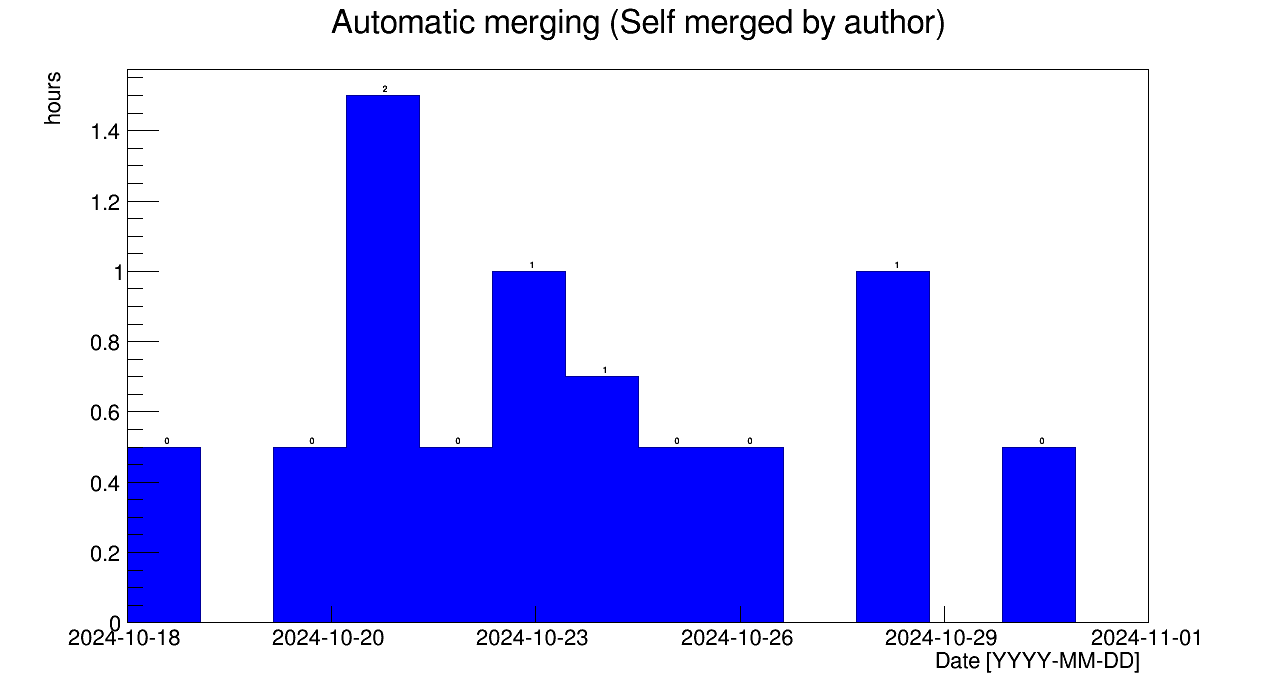 Automatic merging (Self merged by author)
hours
1.4
1.2
1
0.8
0.6
0.4
0.2
0
0 0 2 0 1 1 0 0 1 0
2024-10-18 2024-10-20 2024-10-23 2024-10-26 2024-10-29 2024-11-01
Date [YYYY-MM-DD]